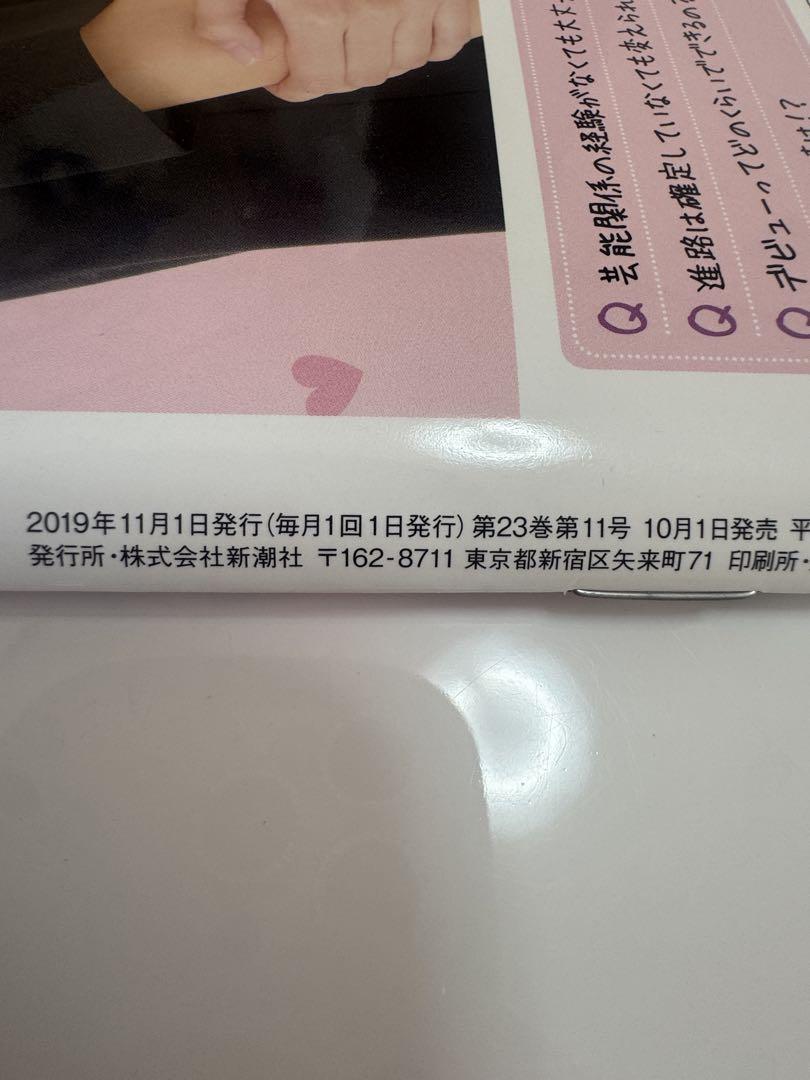 芸能関係の経験がなくても大丈
進路は確定していなくても変えられ
デビューってどのくらいでできるの?
Q
Q
Q
2019年11月1日発行(毎月1回1日発行)第23巻第11号 10月1日発売 平
発行所・株式会社新潮社 〒162-8711 東京都新宿区矢来町71 印刷所・